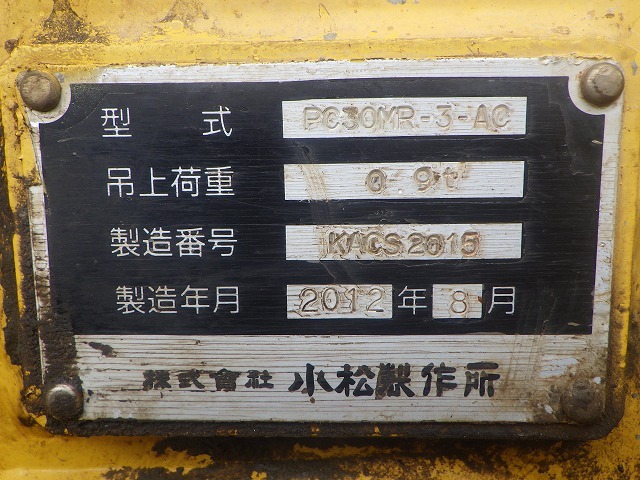 型式 PC30MR-3-AC
吊上荷重 0.9t
製造番号 KACS2015
製造年月 2012年8月
株式會社 小松製作所